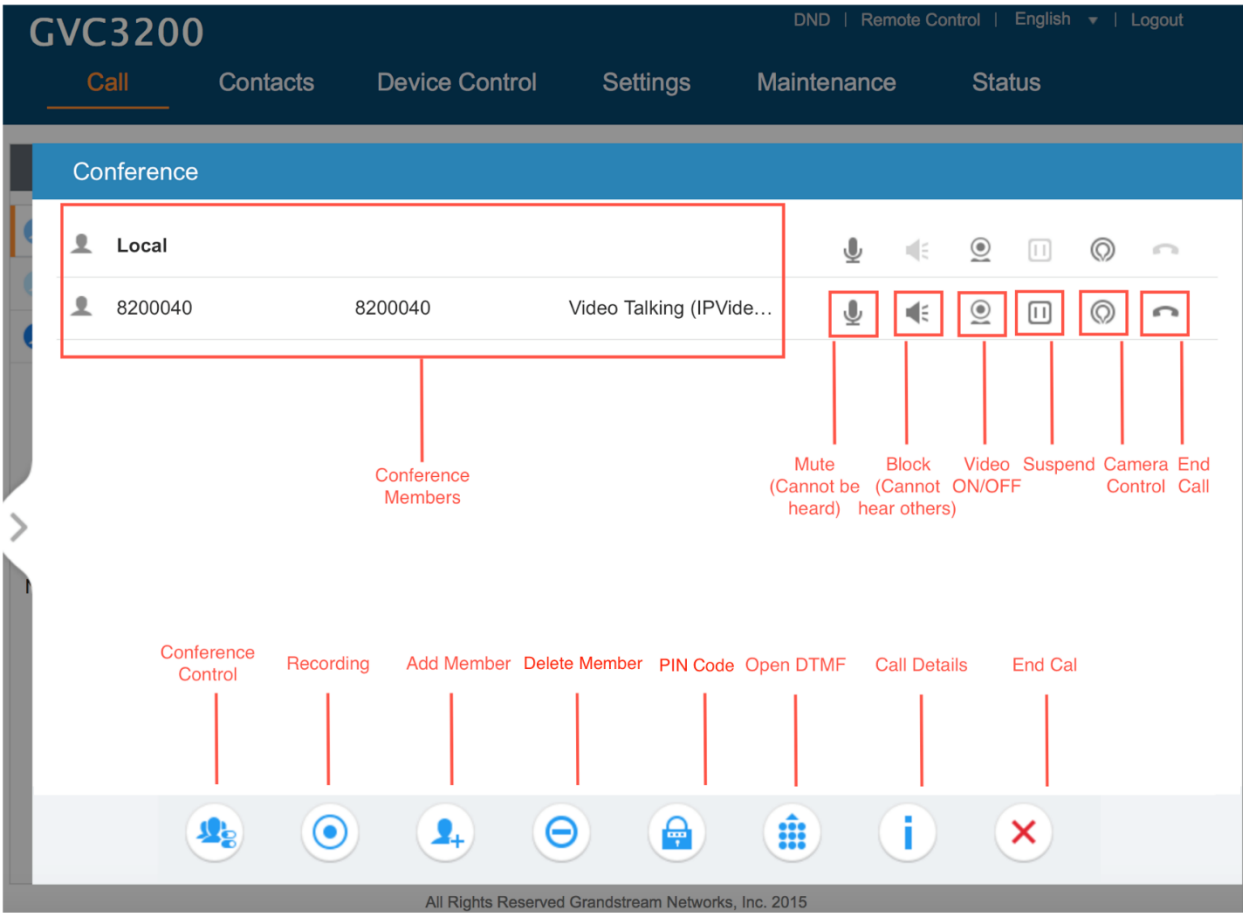 GVC3200
DND | Remote Control | English | Logout
Call Contacts Device Control Settings Maintenance Status
Conference
Local
8200040 8200040 Video Talking (IPVide...
Conference
Members
Mute
(Cannot be
heard)
Block
(Cannot
hear others)
Video
ON/OFF
Suspend
Camera
Control
End
Call
Conference
Control
Recording
Add Member
Delete Member
PIN Code
Open DTMF
Call Details
End Cal
All Rights Reserved Grandstream Networks, Inc. 2015